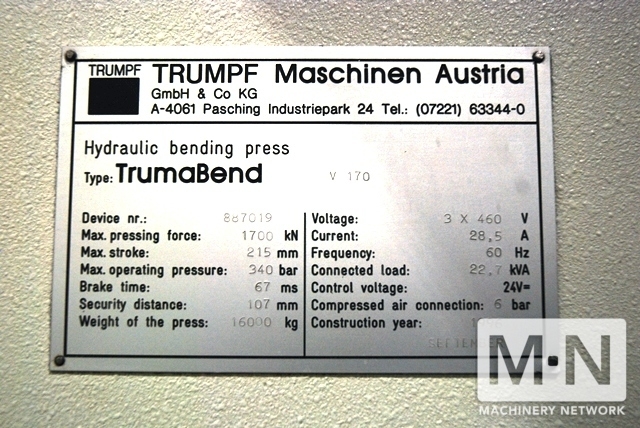 TRUMPF
TRUMPF Maschinen Austria
GmbH & Co KG
A-4061 Pasching Industriepark 24 Tel.: (07221) 63344-0
Hydraulic bending press
Type: TrumaBend V 170
Device nr.: 887019
Max. pressing force: 1700 kN
Max. stroke: 215 mm
Max. operating pressure: 340 bar
Brake time: 67 ms
Security distance: 107 mm
Weight of the press: 16000 kg
Voltage: 3 X 460 V
Current: 28,5 A
Frequency: 60 Hz
Connected load: 22,7 kVA
Control voltage: 24V=
Compressed air connection: 6 bar
Construction year:
M·N
MACHINERY NETWORK